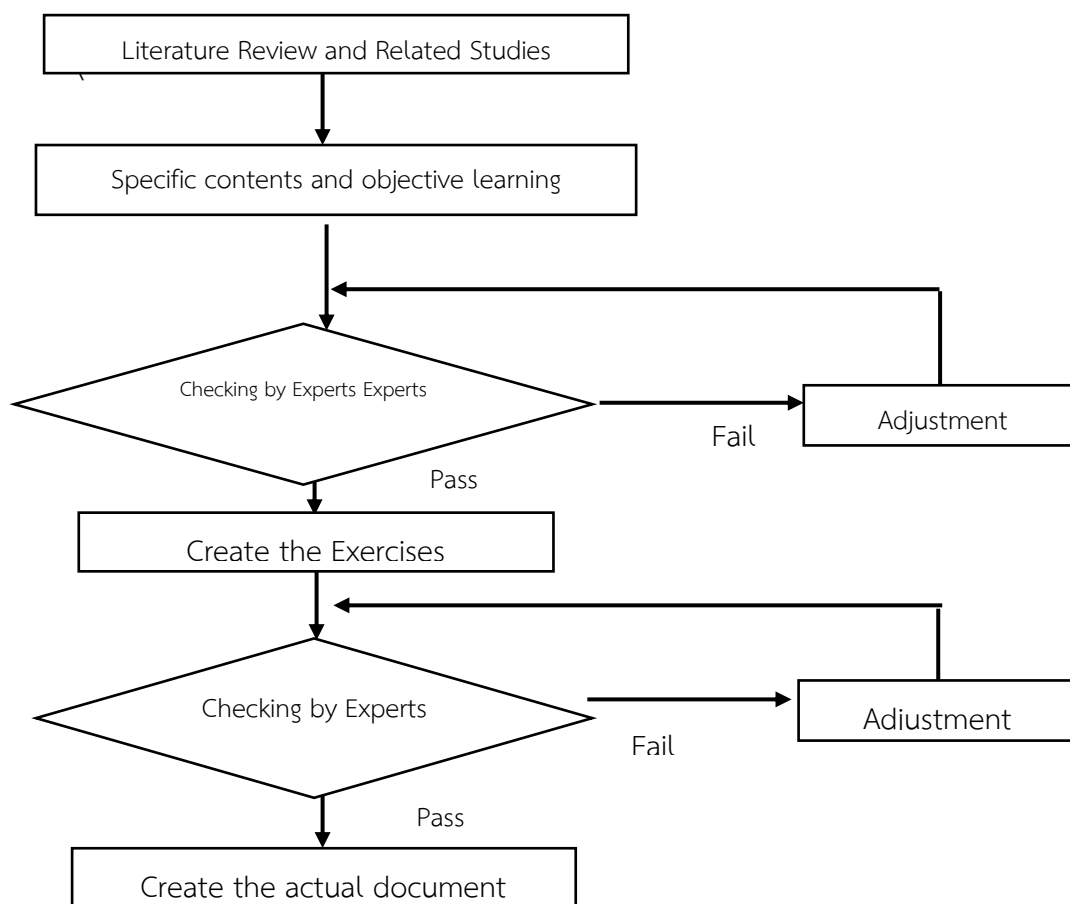 Literature Review and Related Studies
Specific contents and objective learning
Checking by Experts Experts
Fail
Adjustment
Pass
Create the Exercises
Checking by Experts
Fail
Adjustment
Pass
Create the actual document